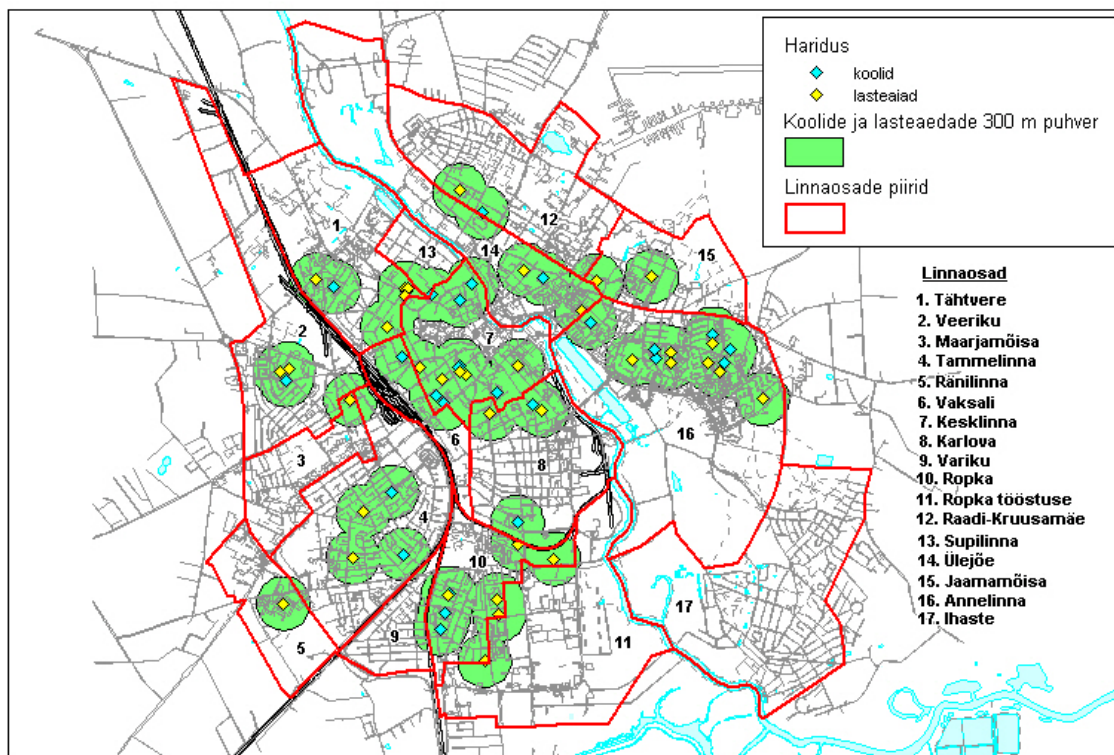 Haridus
koolid
lasteaiad
Koolide ja lasteaedade 300 m puhver
Linnaosade piirid
Linnaosad
1. Tähtvere
2. Veeriku
3. Maarjamõisa
4. Tammelinna
5. Ränilinna
6. Vaksali
7. Kesklinna
8. Karlova
9. Variku
10. Ropka
11. Ropka tööstuse
12. Raadi-Kruusamäe
13. Supilinna
14. Ülejõe
15. Jaamamõisa
16. Annelinna
17. Ihaste
12
1
13
14
15
2
7
6
16
3
8
4
10
17
9
11
5